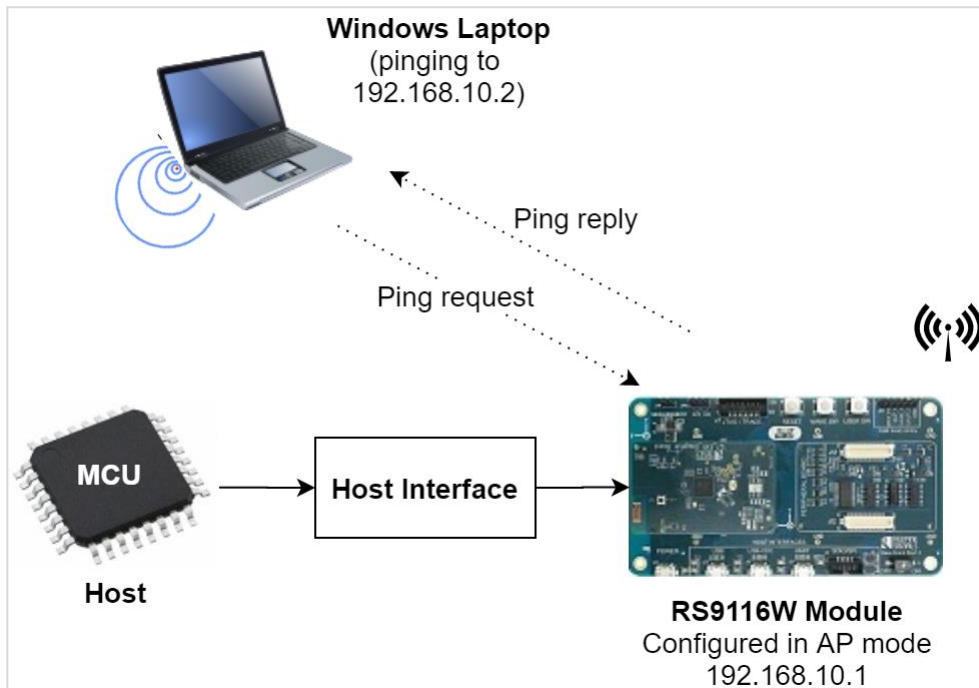 Windows Laptop
(pinging to
192.168.10.2)
Ping reply
Ping request
MCU
Host Interface
Host
RS9116W Module
Configured in AP mode
192.168.10.1